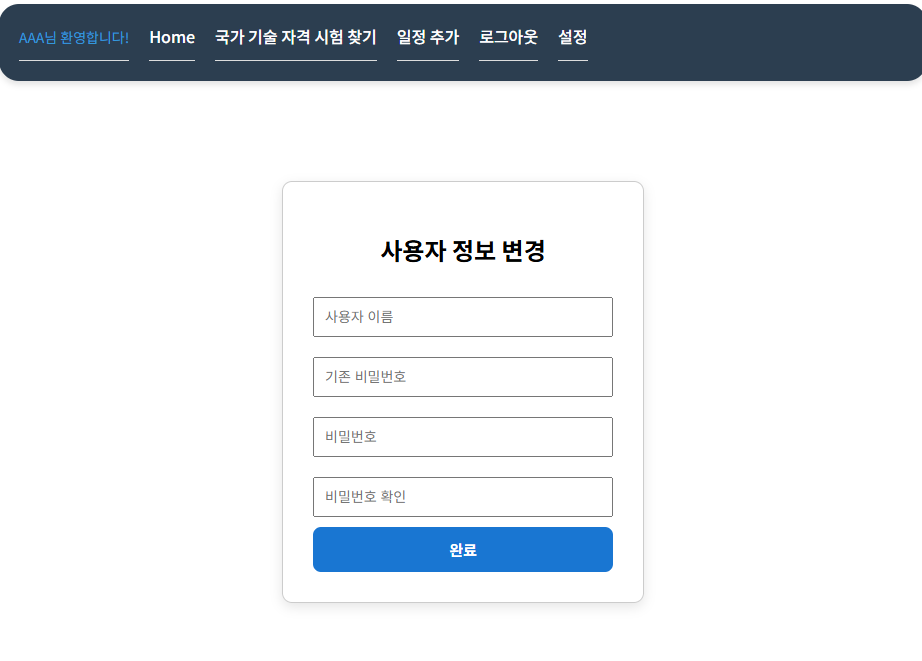 AAA님 환영합니다! Home 국가 기술 자격 시험 찾기 일정 추가 로그아웃 설정
사용자 정보 변경
사용자 이름
기존 비밀번호
비밀번호
비밀번호 확인
완료